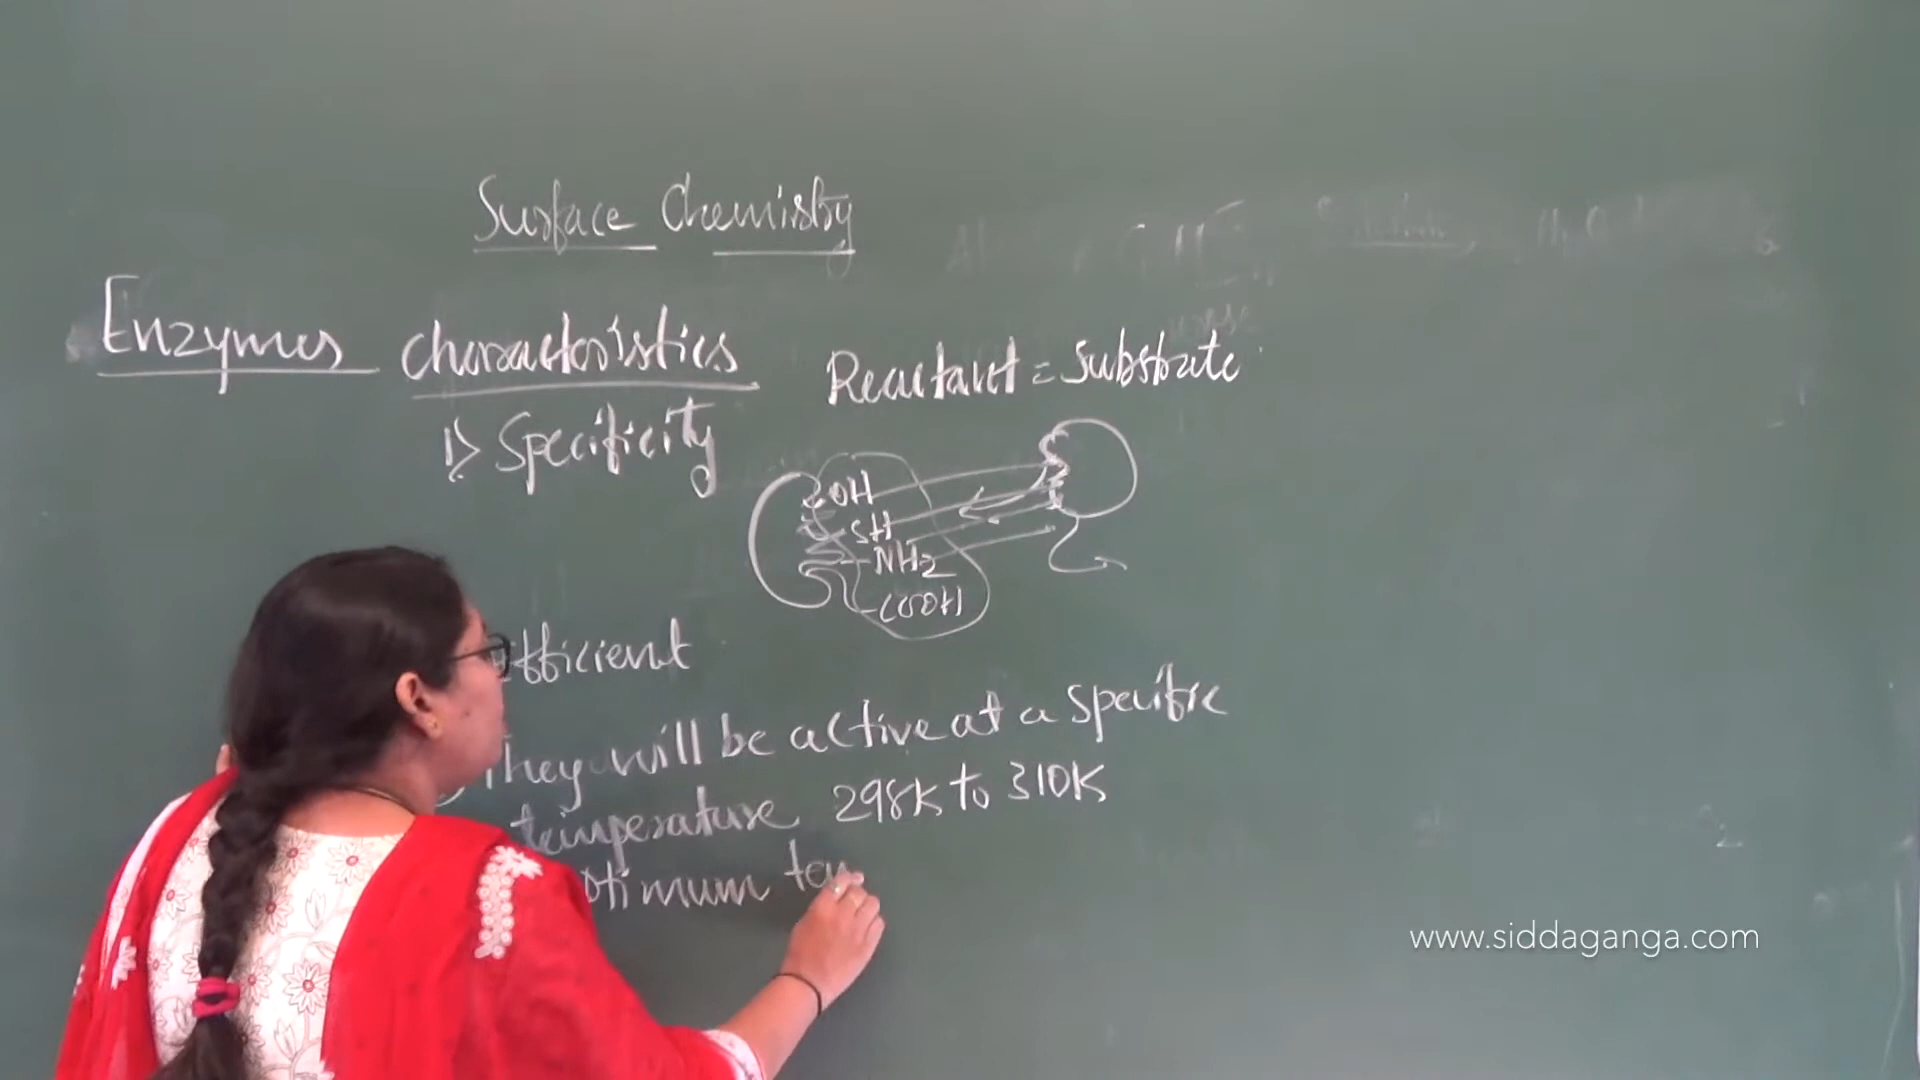 Surface Chemistry
Enzymes characteristics
Reactant = Substrate
1> Specificity
OH
SH
NH2
COOH
efficient
They will be active at a specific
temperature 298K to 310K
otimum tem
www.siddaganga.com